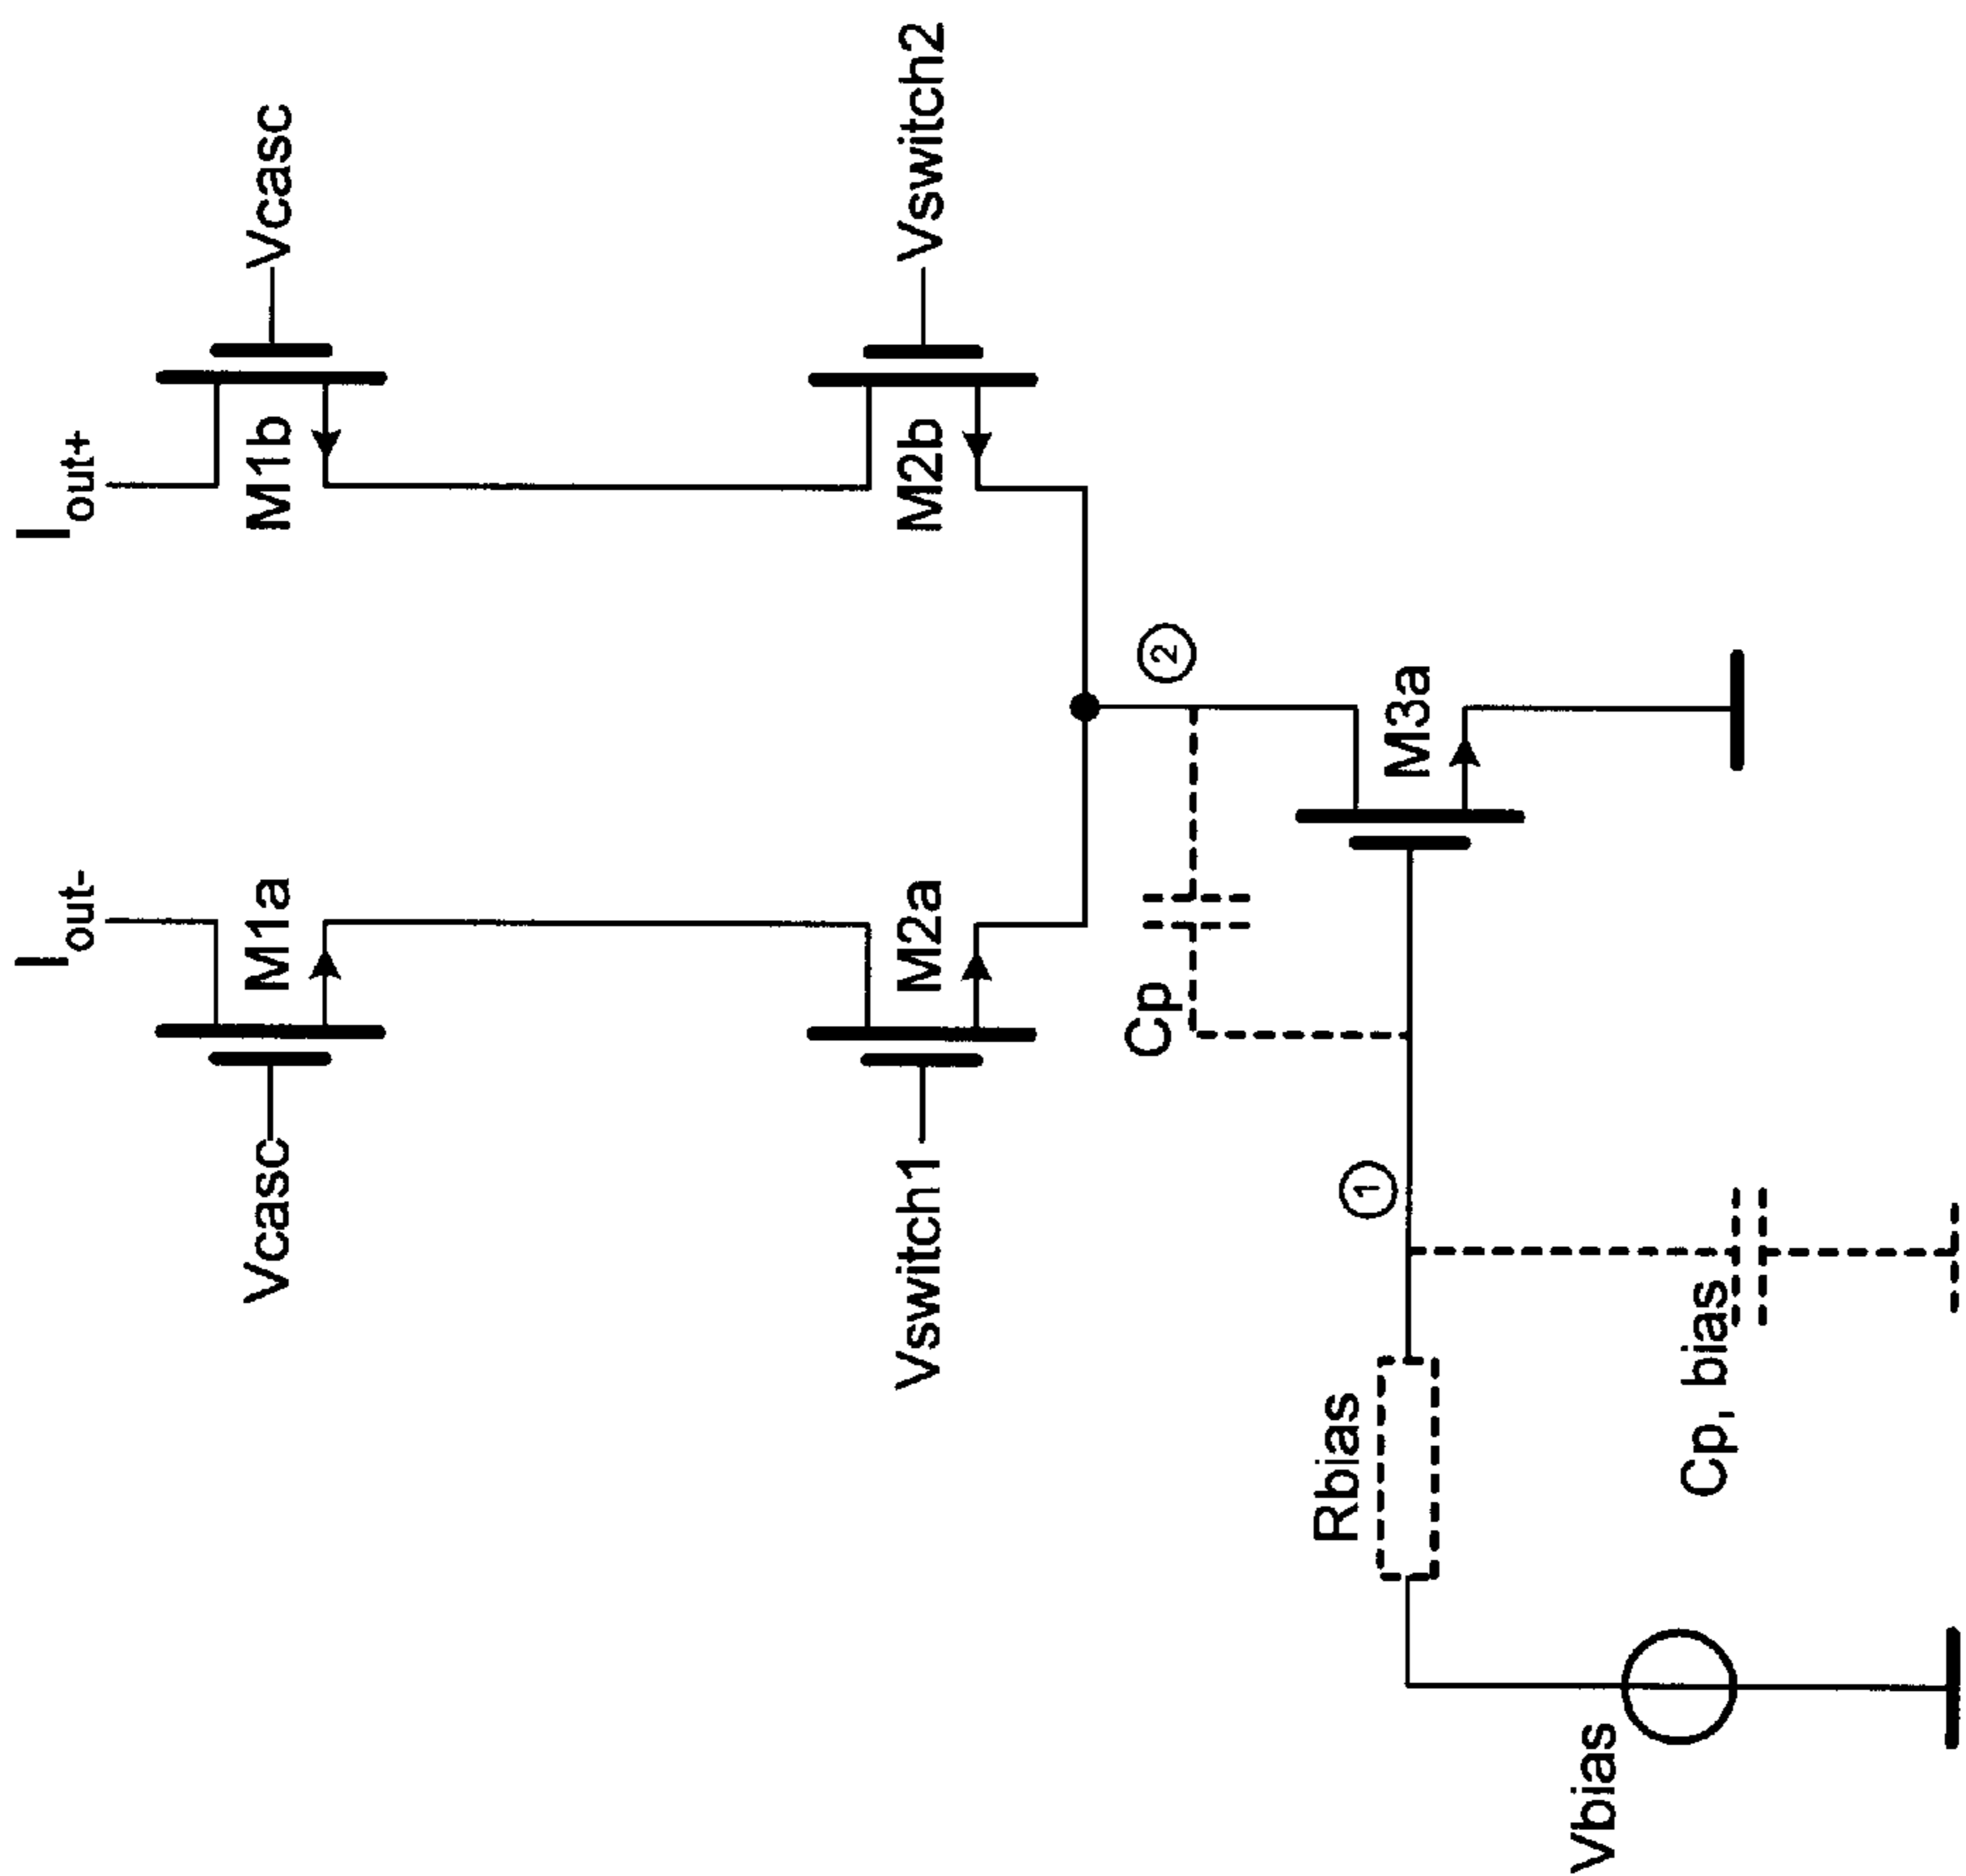 Iout-
Iout+
Vcasc
M1a
M1b
Vcasc
Vswitch1
M2a
M2b
Vswitch2
Cp
2
1
M3a
Rbias
Cp, bias
Vbias